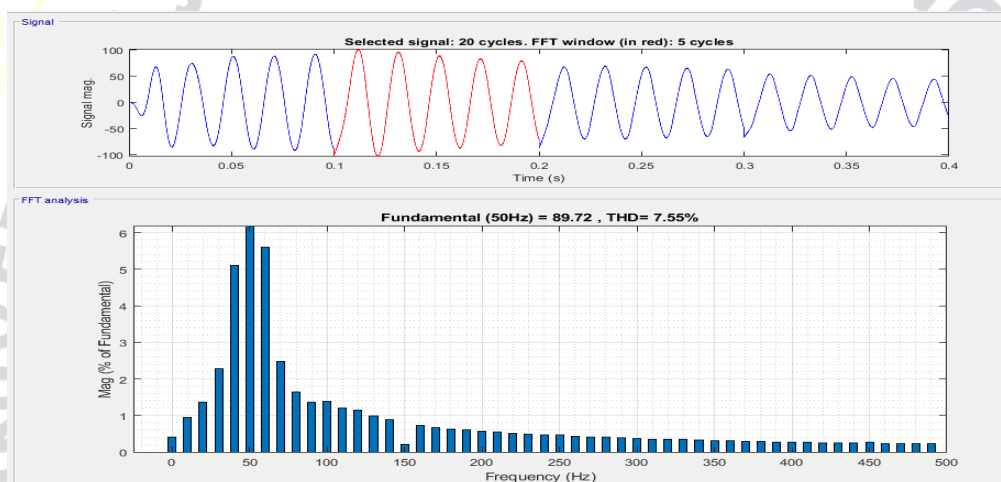 Signal
Selected signal: 20 cycles. FFT window (in red): 5 cycles
Signal mag.
100
50
0
-50
-100
0 0.05 0.1 0.15 0.2 0.25 0.3 0.35 0.4
Time (s)
FFT analysis
Fundamental (50Hz) = 89.72 , THD= 7.55%
Mag (% of Fundamental)
6
5
4
3
2
1
0
0 50 100 150 200 250 300 350 400 450 500
Frequency (Hz)